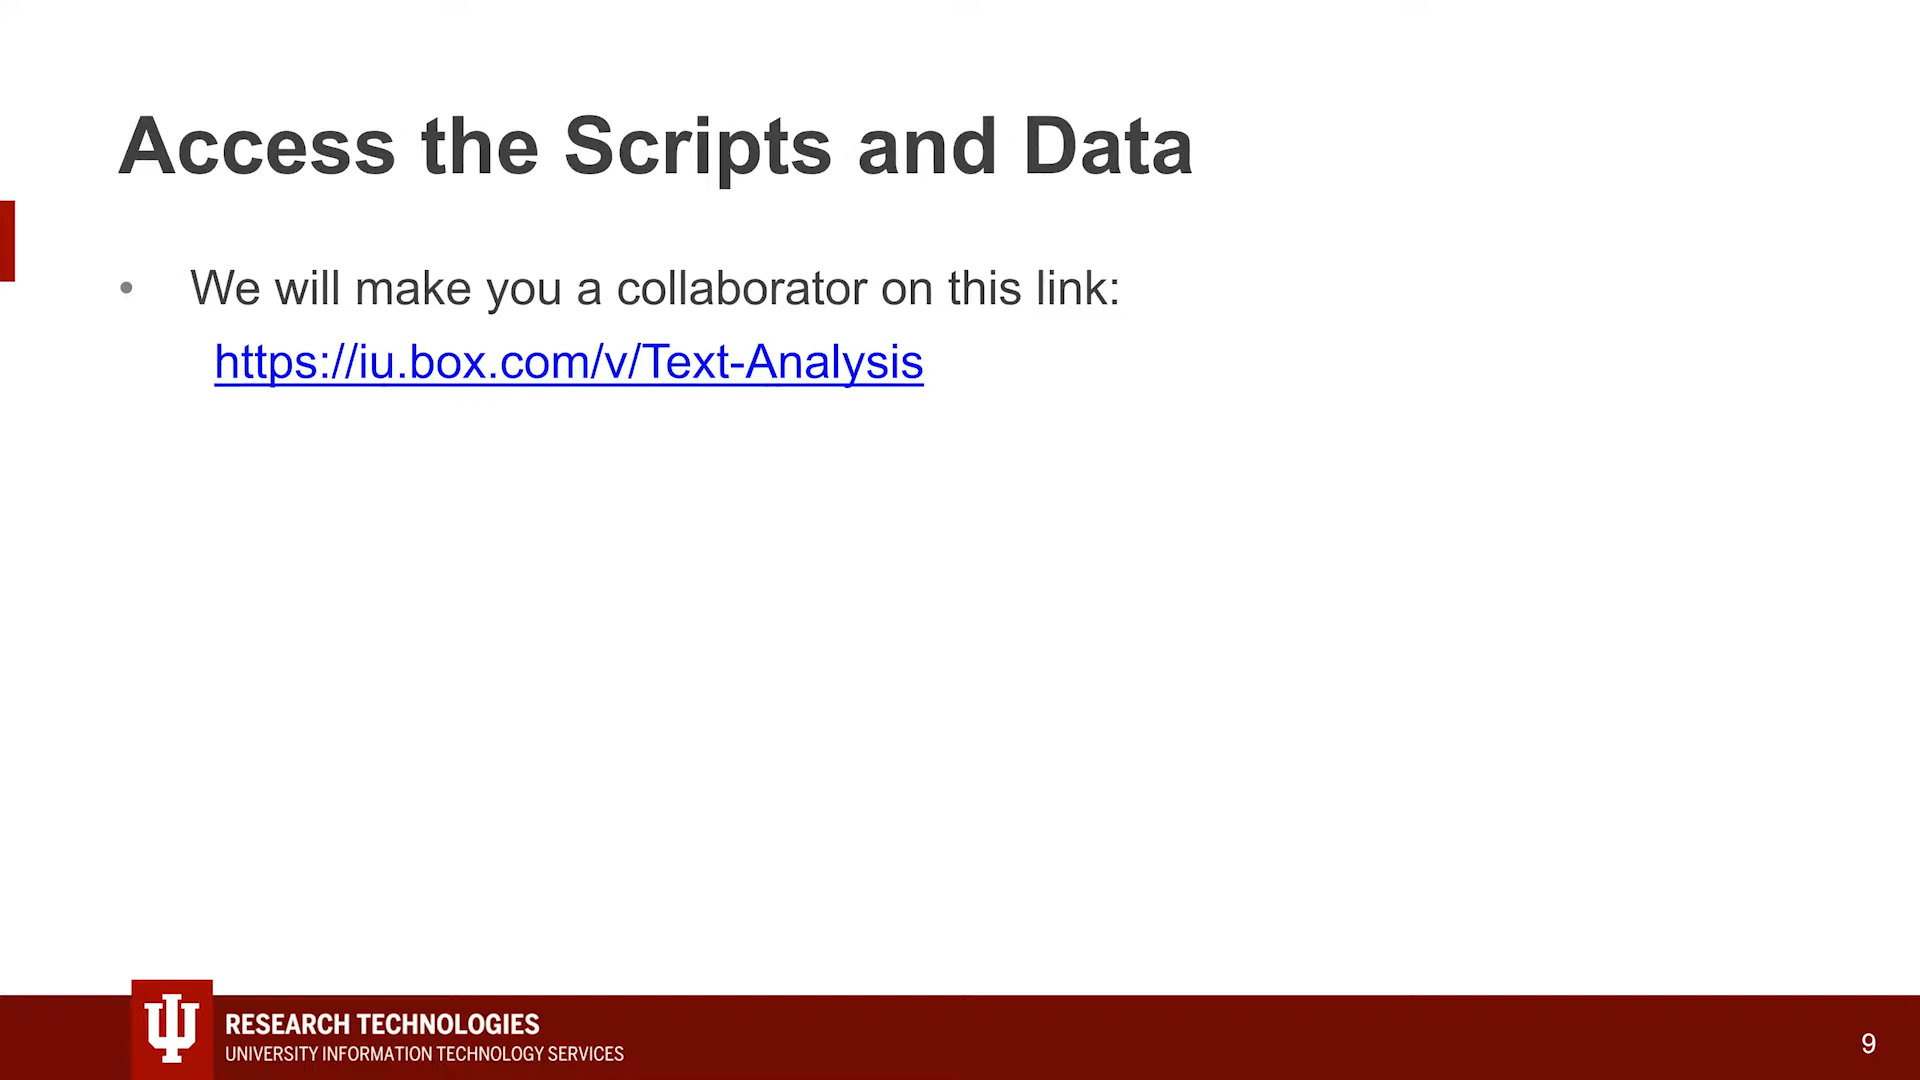 Access the Scripts and Data
• We will make you a collaborator on this link:
https://iu.box.com/v/Text-Analysis
RESEARCH TECHNOLOGIES
UNIVERSITY INFORMATION TECHNOLOGY SERVICES
9